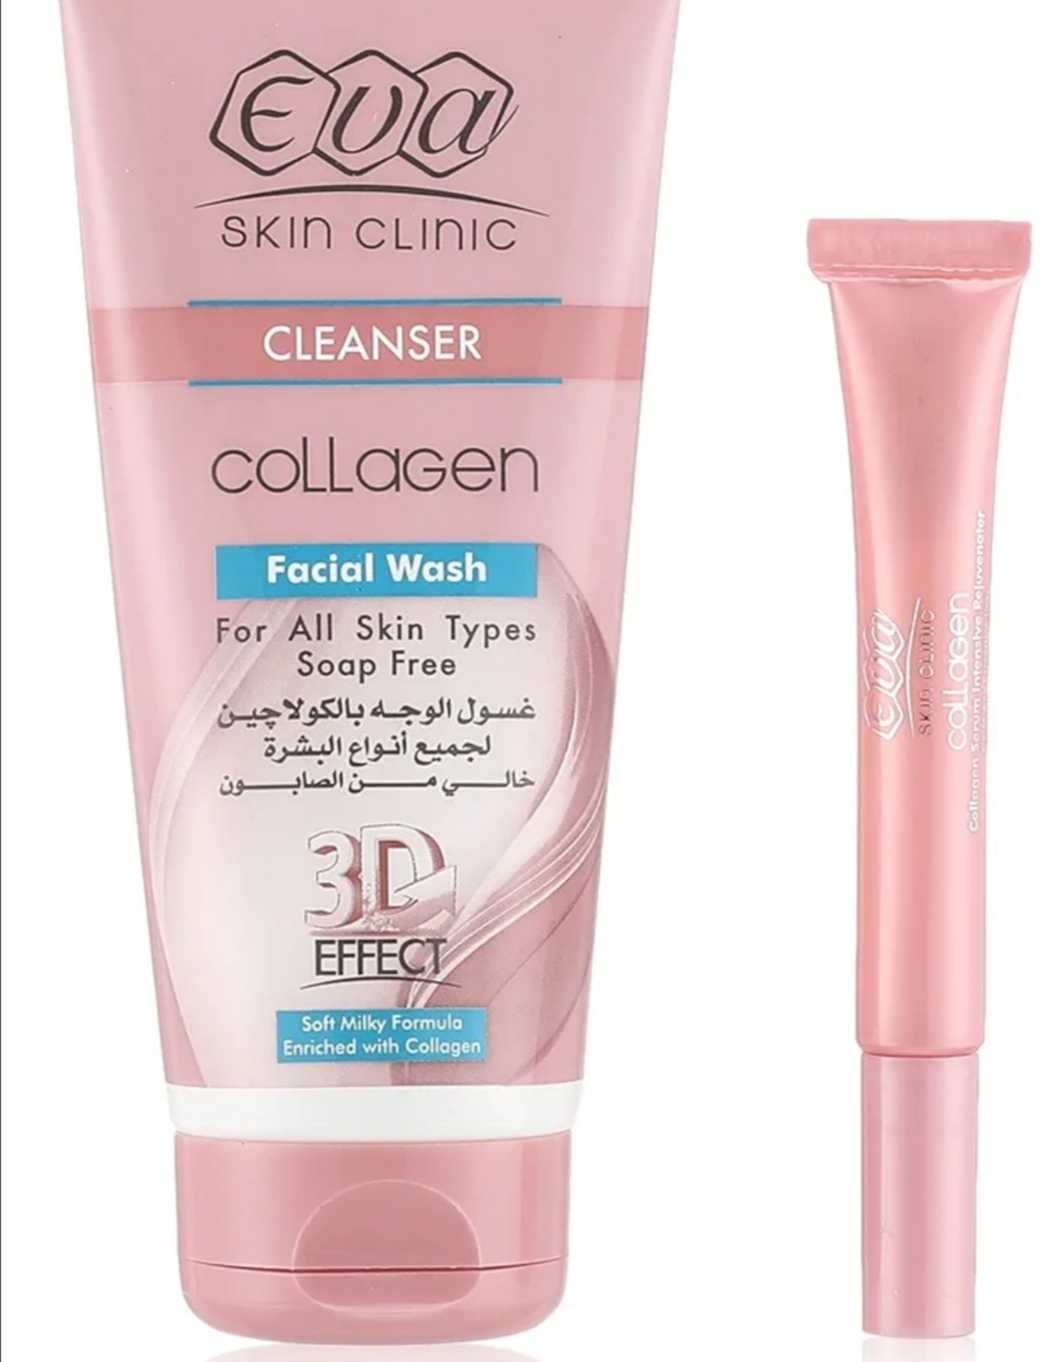 Eva
SKIN CLINIC
CLEANSER
collagen
Facial Wash
For All Skin Types
Soap Free
غسول الوجه بالكولاچين
لجميع أنواع البشرة
خالي من الصابون
3D
EFFECT
Soft Milky Formula
Enriched with Collagen
Eva
SKIN CLINIC
collagen
Collagen Serum Intensive Rejuvenator